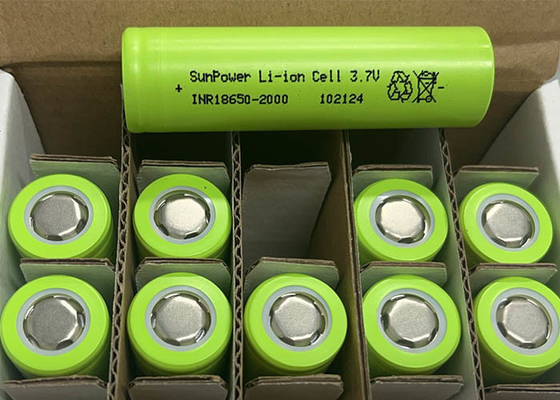 SunPower Li-ion Cell 3.7V
+ INR18650-2000 102124 -